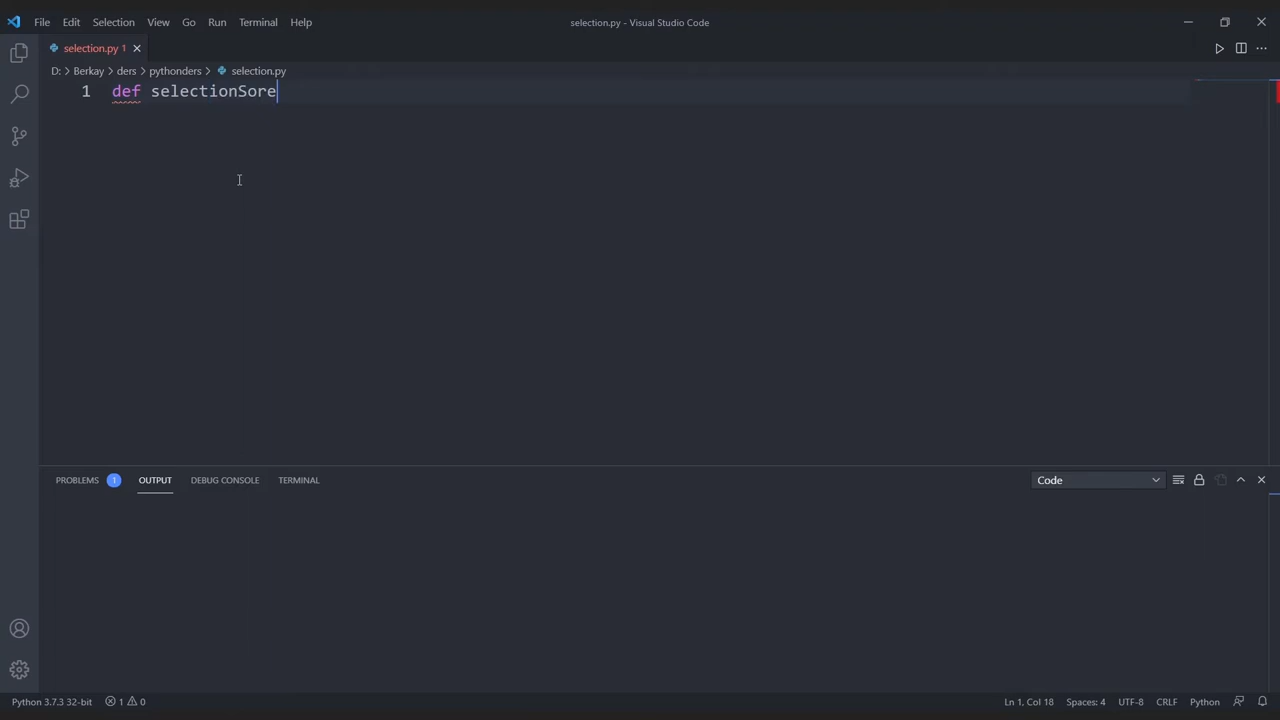 File Edit Selection View Go Run Terminal Help selection.py - Visual Studio Code
selection.py 1
D: > Berkay > ders > pythonders > selection.py
1 def selectionSore
PROBLEMS 1 OUTPUT DEBUG CONSOLE TERMINAL Code
Python 3.7.3 32-bit 1 0 Ln 1, Col 18 Spaces: 4 UTF-8 CRLF Python